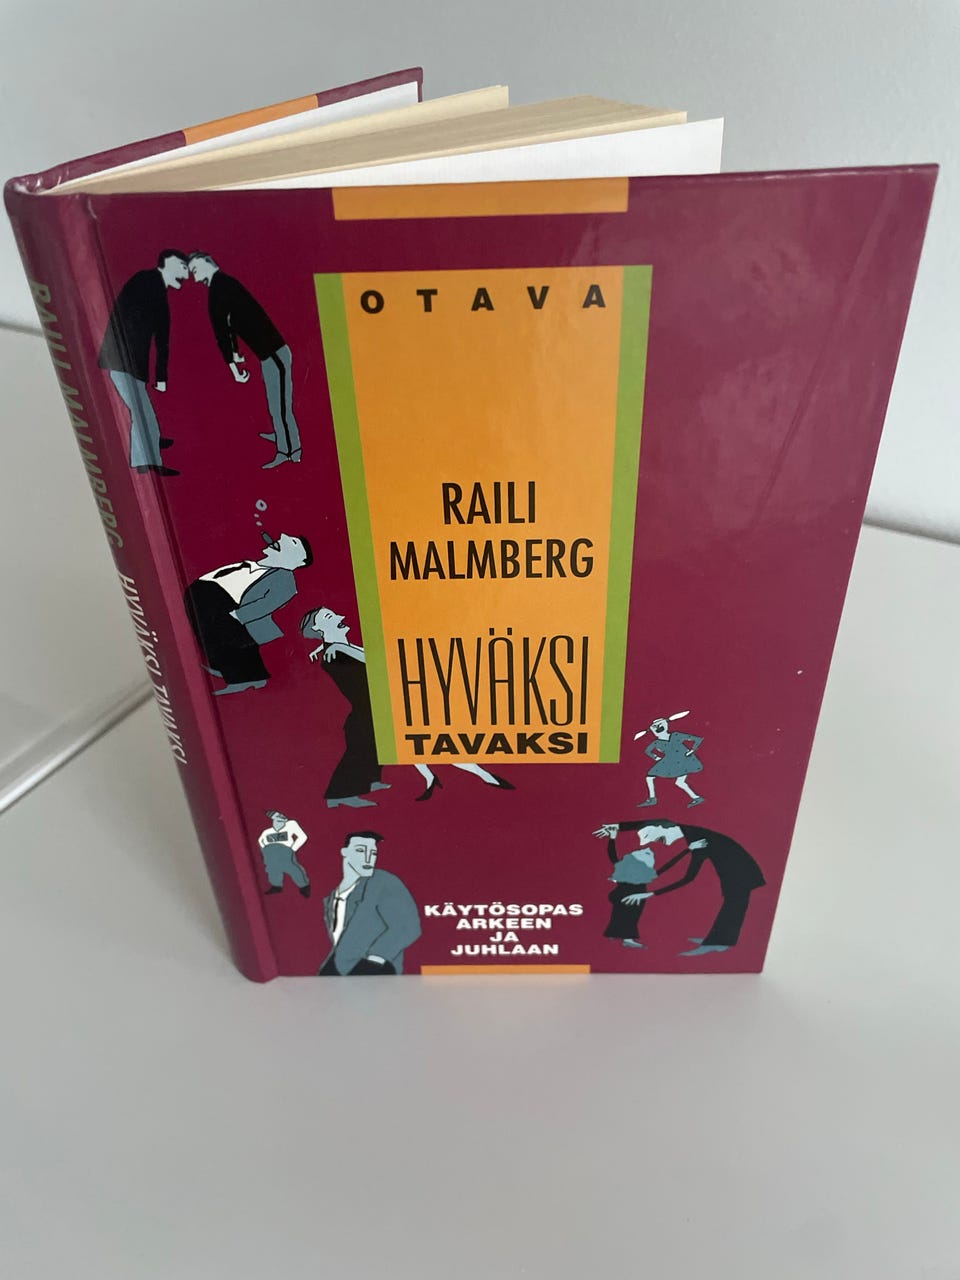 OTAVA
RAILI
MALMBERG
HYVÄKSI
TAVAKSI
KÄYTÖSOPAS
ARKEEN
JA
JUHLAAN
RAILI MALMBERG HYVÄKSI TAVAKSI